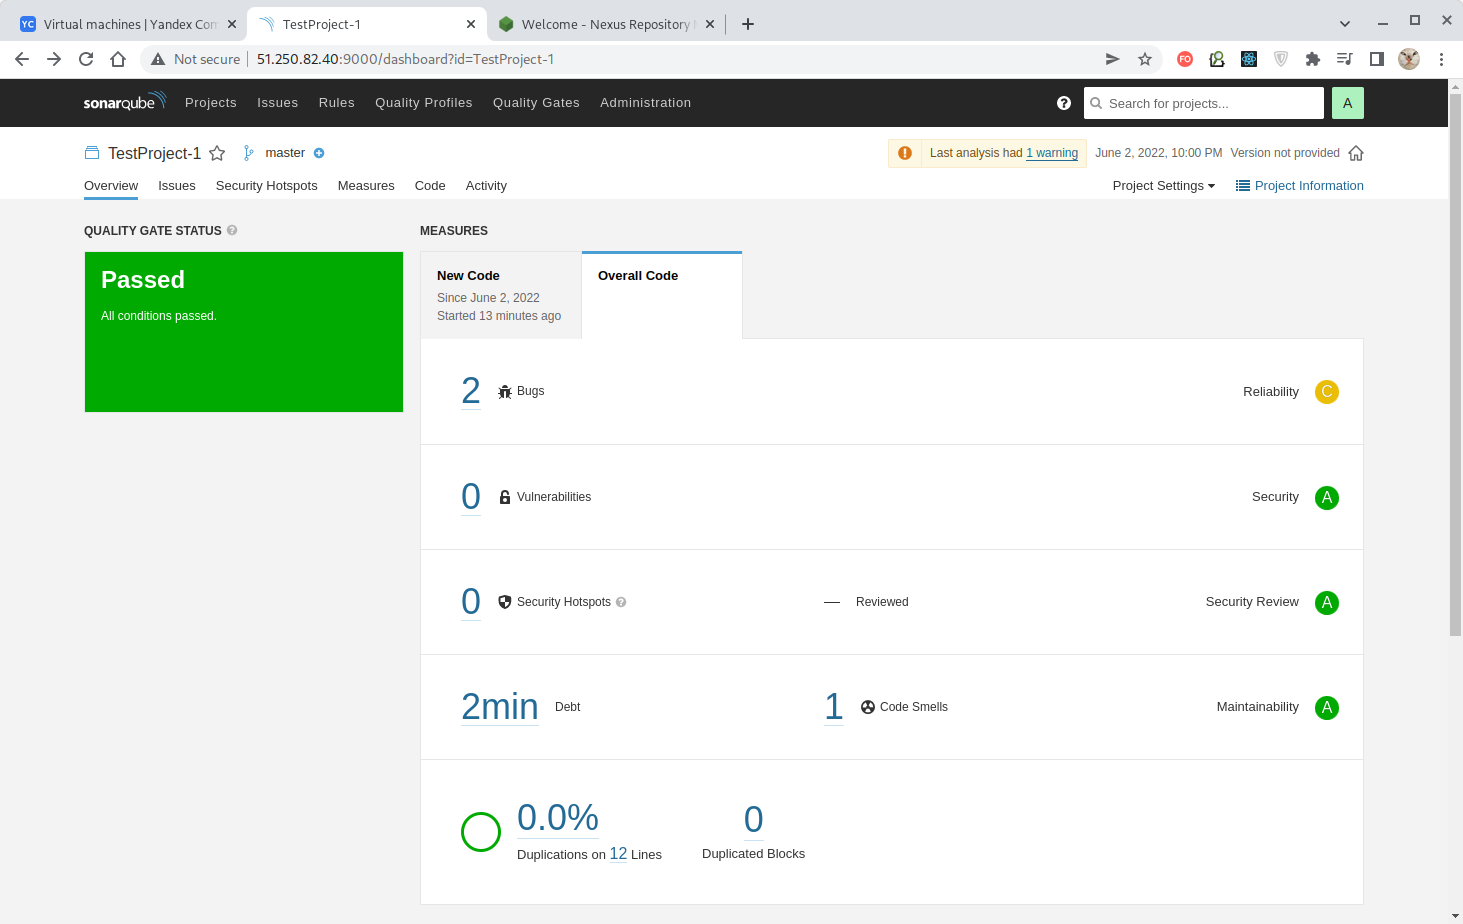 YC Virtual machines | Yandex Com
TestProject-1
Welcome - Nexus Repository
Not secure 51.250.82.40:9000/dashboard?id=TestProject-1
FO
sonarqube Projects Issues Rules Quality Profiles Quality Gates Administration ? Search for projects... A
TestProject-1 master Last analysis had 1 warning June 2, 2022, 10:00 PM Version not provided
Overview Issues Security Hotspots Measures Code Activity Project Settings Project Information
QUALITY GATE STATUS ?
MEASURES
Passed
All conditions passed.
New Code
Since June 2, 2022
Started 13 minutes ago
Overall Code
2 Bugs Reliability C
0 Vulnerabilities Security A
0 Security Hotspots ? — Reviewed Security Review A
2min Debt 1 Code Smells Maintainability A
0.0%
Duplications on 12 Lines
0
Duplicated Blocks